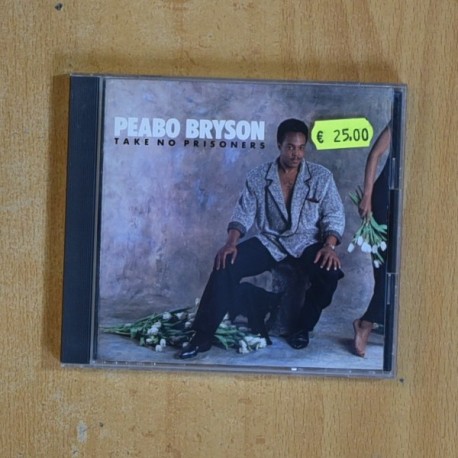 PEABO BRYSON
TAKE NO PRISONERS
€ 25.00